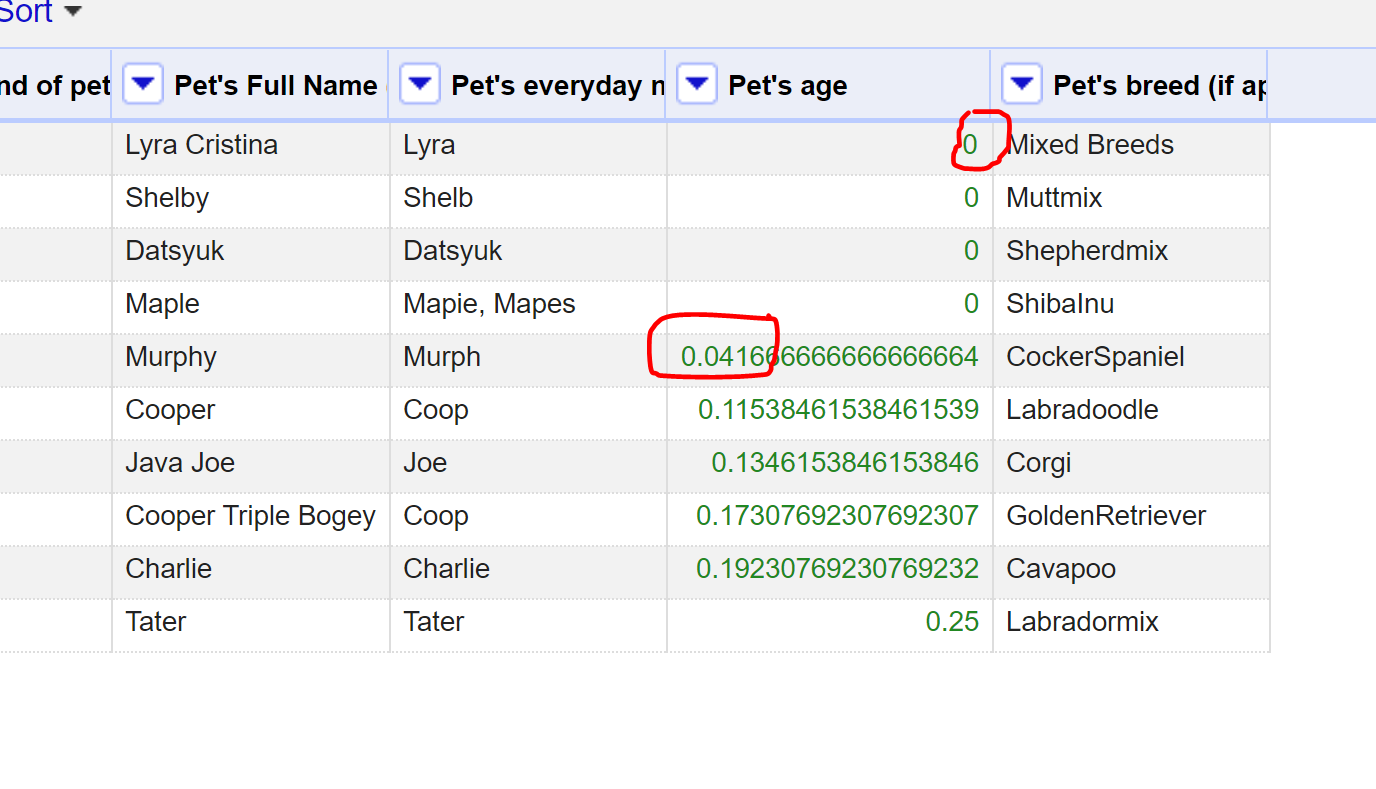 Sort
nd of pet Pet's Full Name Pet's everyday n Pet's age Pet's breed (if ap
Lyra Cristina Lyra 0 Mixed Breeds
Shelby Shelb 0 Muttmix
Datsyuk Datsyuk 0 Shepherdmix
Maple Mapie, Mapes 0 ShibaInu
Murphy Murph 0.041666666666666664 CockerSpaniel
Cooper Coop 0.11538461538461539 Labradoodle
Java Joe Joe 0.1346153846153846 Corgi
Cooper Triple Bogey Coop 0.17307692307692307 GoldenRetriever
Charlie Charlie 0.19230769230769232 Cavapoo
Tater Tater 0.25 Labradormix